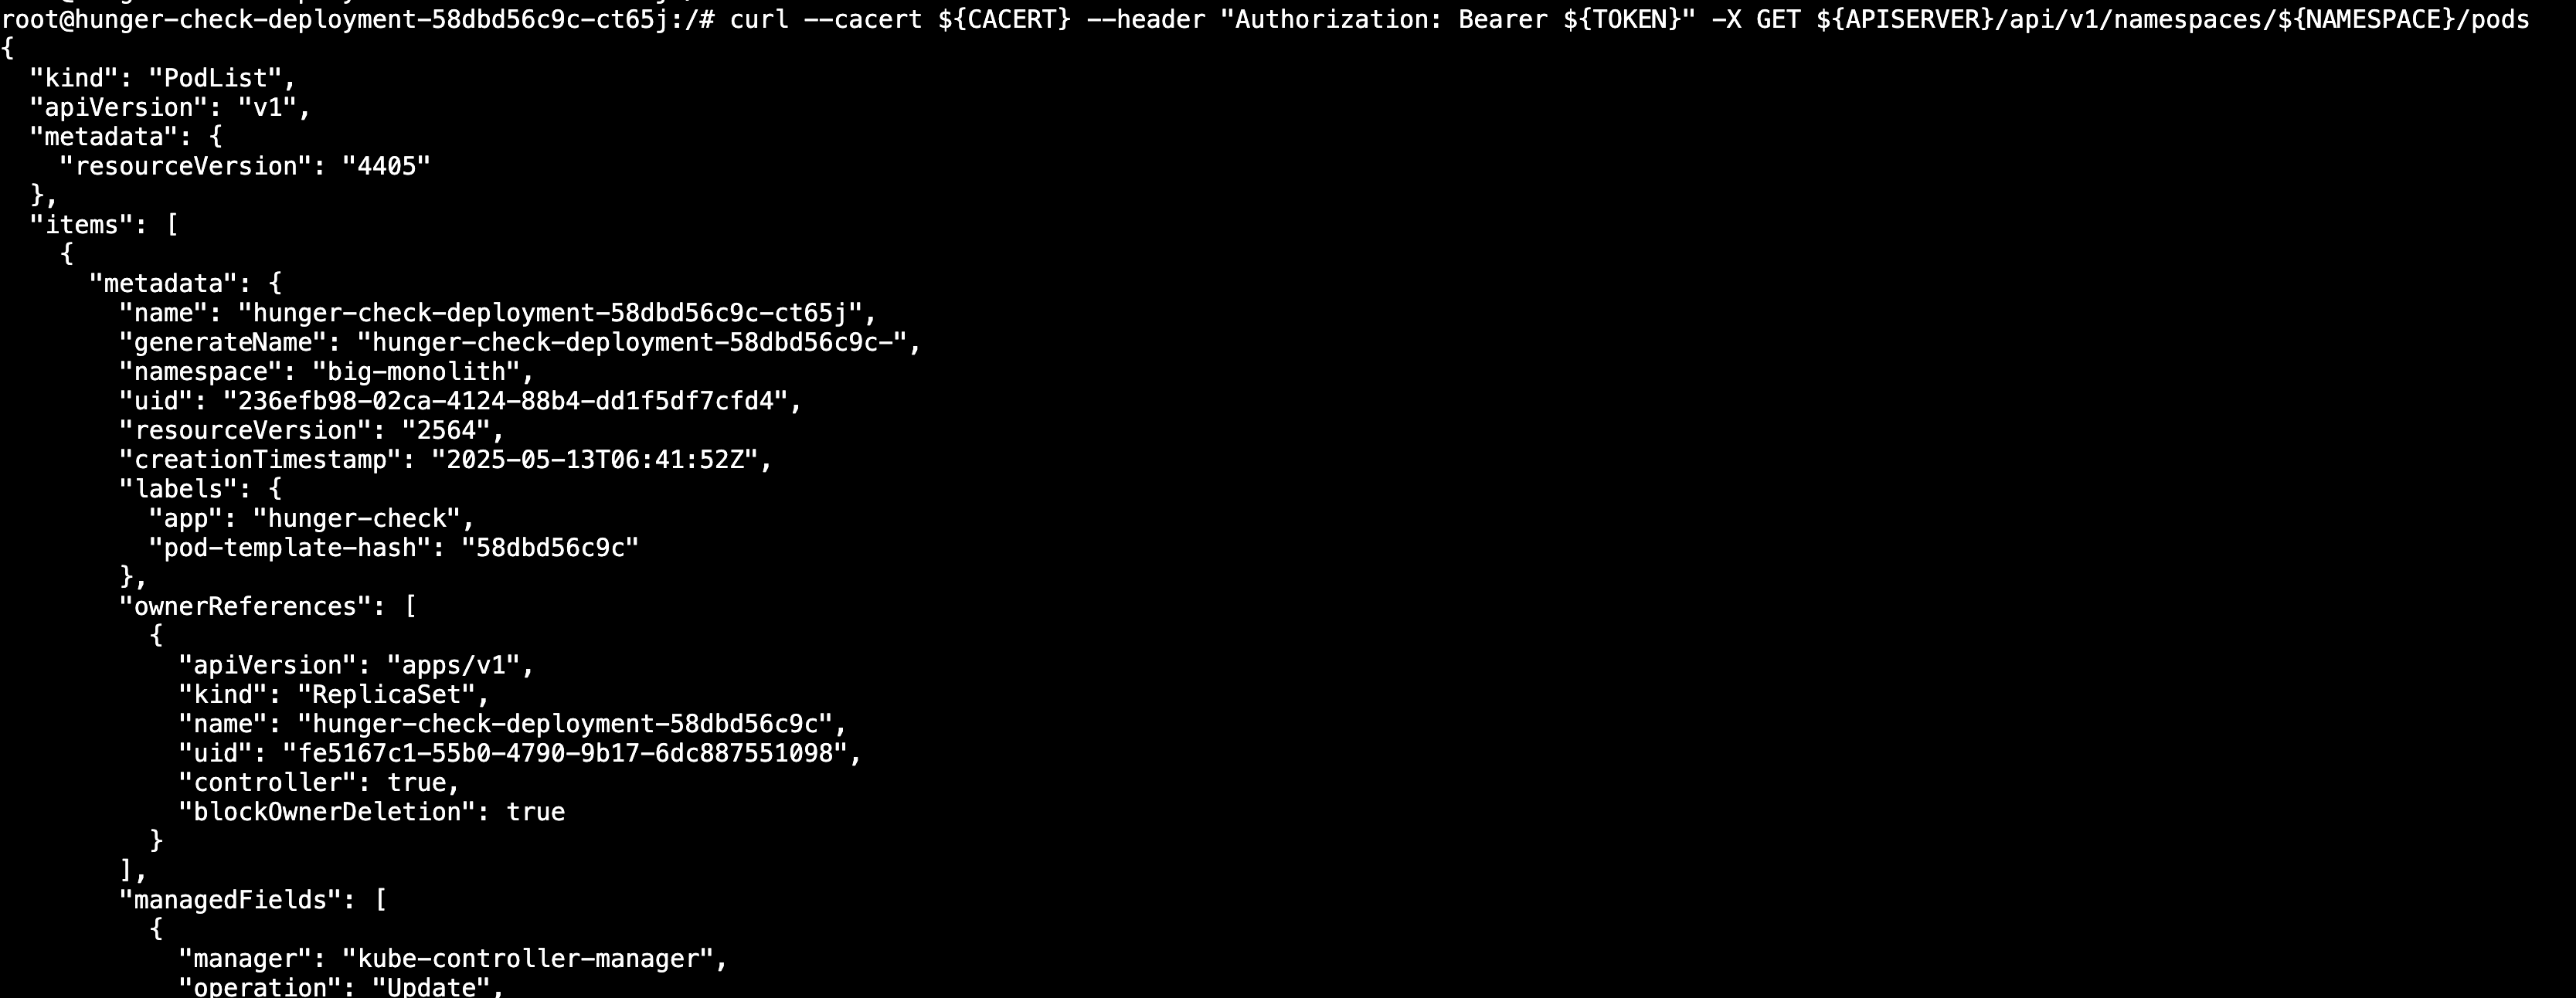 root@hunger-check-deployment-58dbd56c9c-ct65j:/# curl --cacert ${CACERT} --header "Authorization: Bearer ${TOKEN}" -X GET ${APISERVER}/api/v1/namespaces/${NAMESPACE}/pods
{
  "kind": "PodList",
  "apiVersion": "v1",
  "metadata": {
    "resourceVersion": "4405"
  },
  "items": [
    {
      "metadata": {
        "name": "hunger-check-deployment-58dbd56c9c-ct65j",
        "generateName": "hunger-check-deployment-58dbd56c9c-",
        "namespace": "big-monolith",
        "uid": "236efb98-02ca-4124-88b4-dd1f5df7cfd4",
        "resourceVersion": "2564",
        "creationTimestamp": "2025-05-13T06:41:52Z",
        "labels": {
          "app": "hunger-check",
          "pod-template-hash": "58dbd56c9c"
        },
        "ownerReferences": [
          {
            "apiVersion": "apps/v1",
            "kind": "ReplicaSet",
            "name": "hunger-check-deployment-58dbd56c9c",
            "uid": "fe5167c1-55b0-4790-9b17-6dc887551098",
            "controller": true,
            "blockOwnerDeletion": true
          }
        ],
        "managedFields": [
          {
            "manager": "kube-controller-manager",
            "operation": "Update",